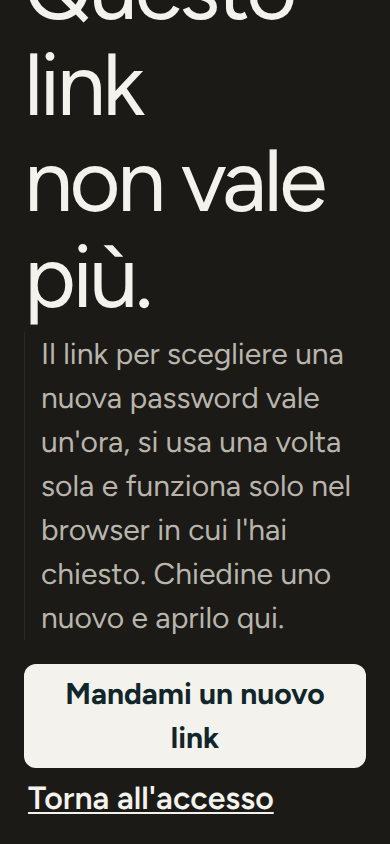 Questo
link
non vale
più.
Il link per scegliere una
nuova password vale
un'ora, si usa una volta
sola e funziona solo nel
browser in cui l'hai
chiesto. Chiedine uno
nuovo e aprilo qui.
Mandami un nuovo
link
Torna all'accesso